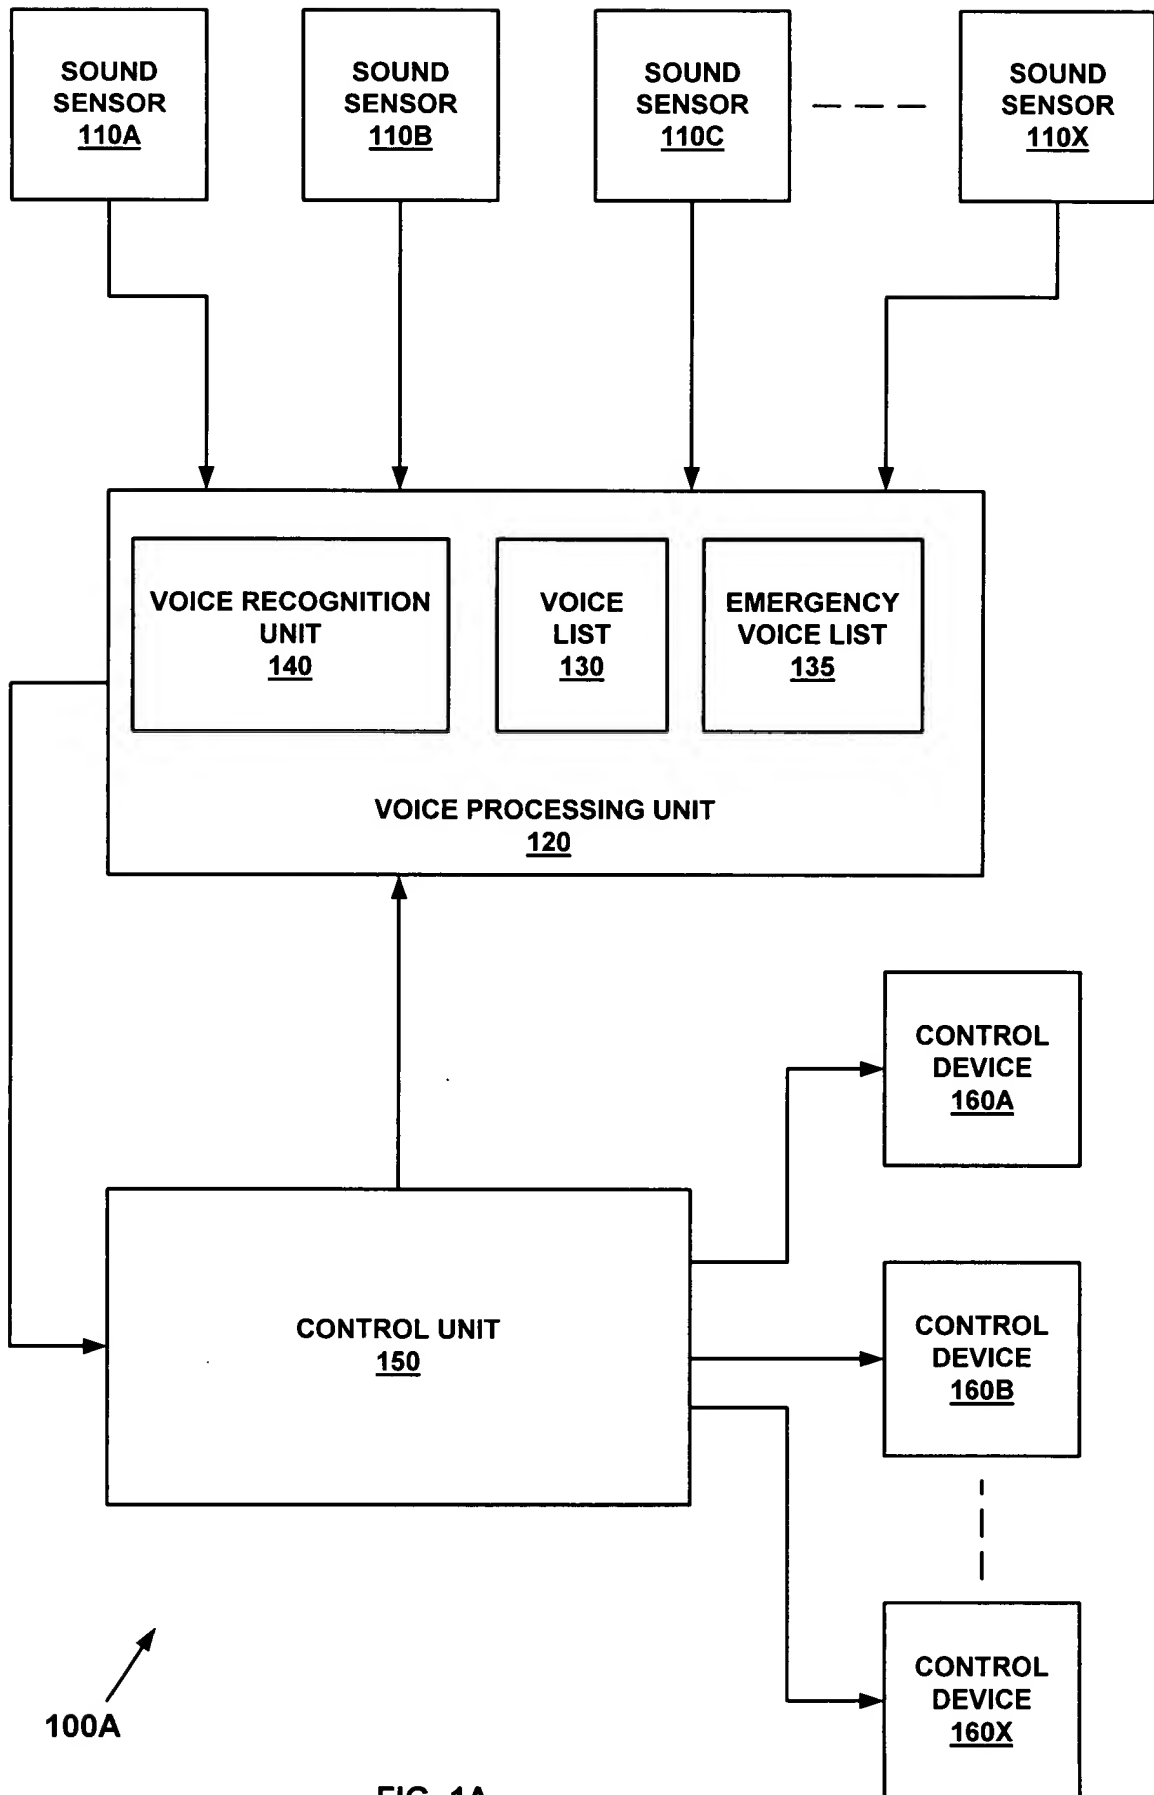 SOUND
SENSOR
110A
SOUND
SENSOR
110B
SOUND
SENSOR
110C
SOUND
SENSOR
110X
VOICE RECOGNITION
UNIT
140
VOICE
LIST
130
EMERGENCY
VOICE LIST
135
VOICE PROCESSING UNIT
120
CONTROL
DEVICE
160A
CONTROL UNIT
150
CONTROL
DEVICE
160B
CONTROL
DEVICE
160X
100A
FIG. 1A